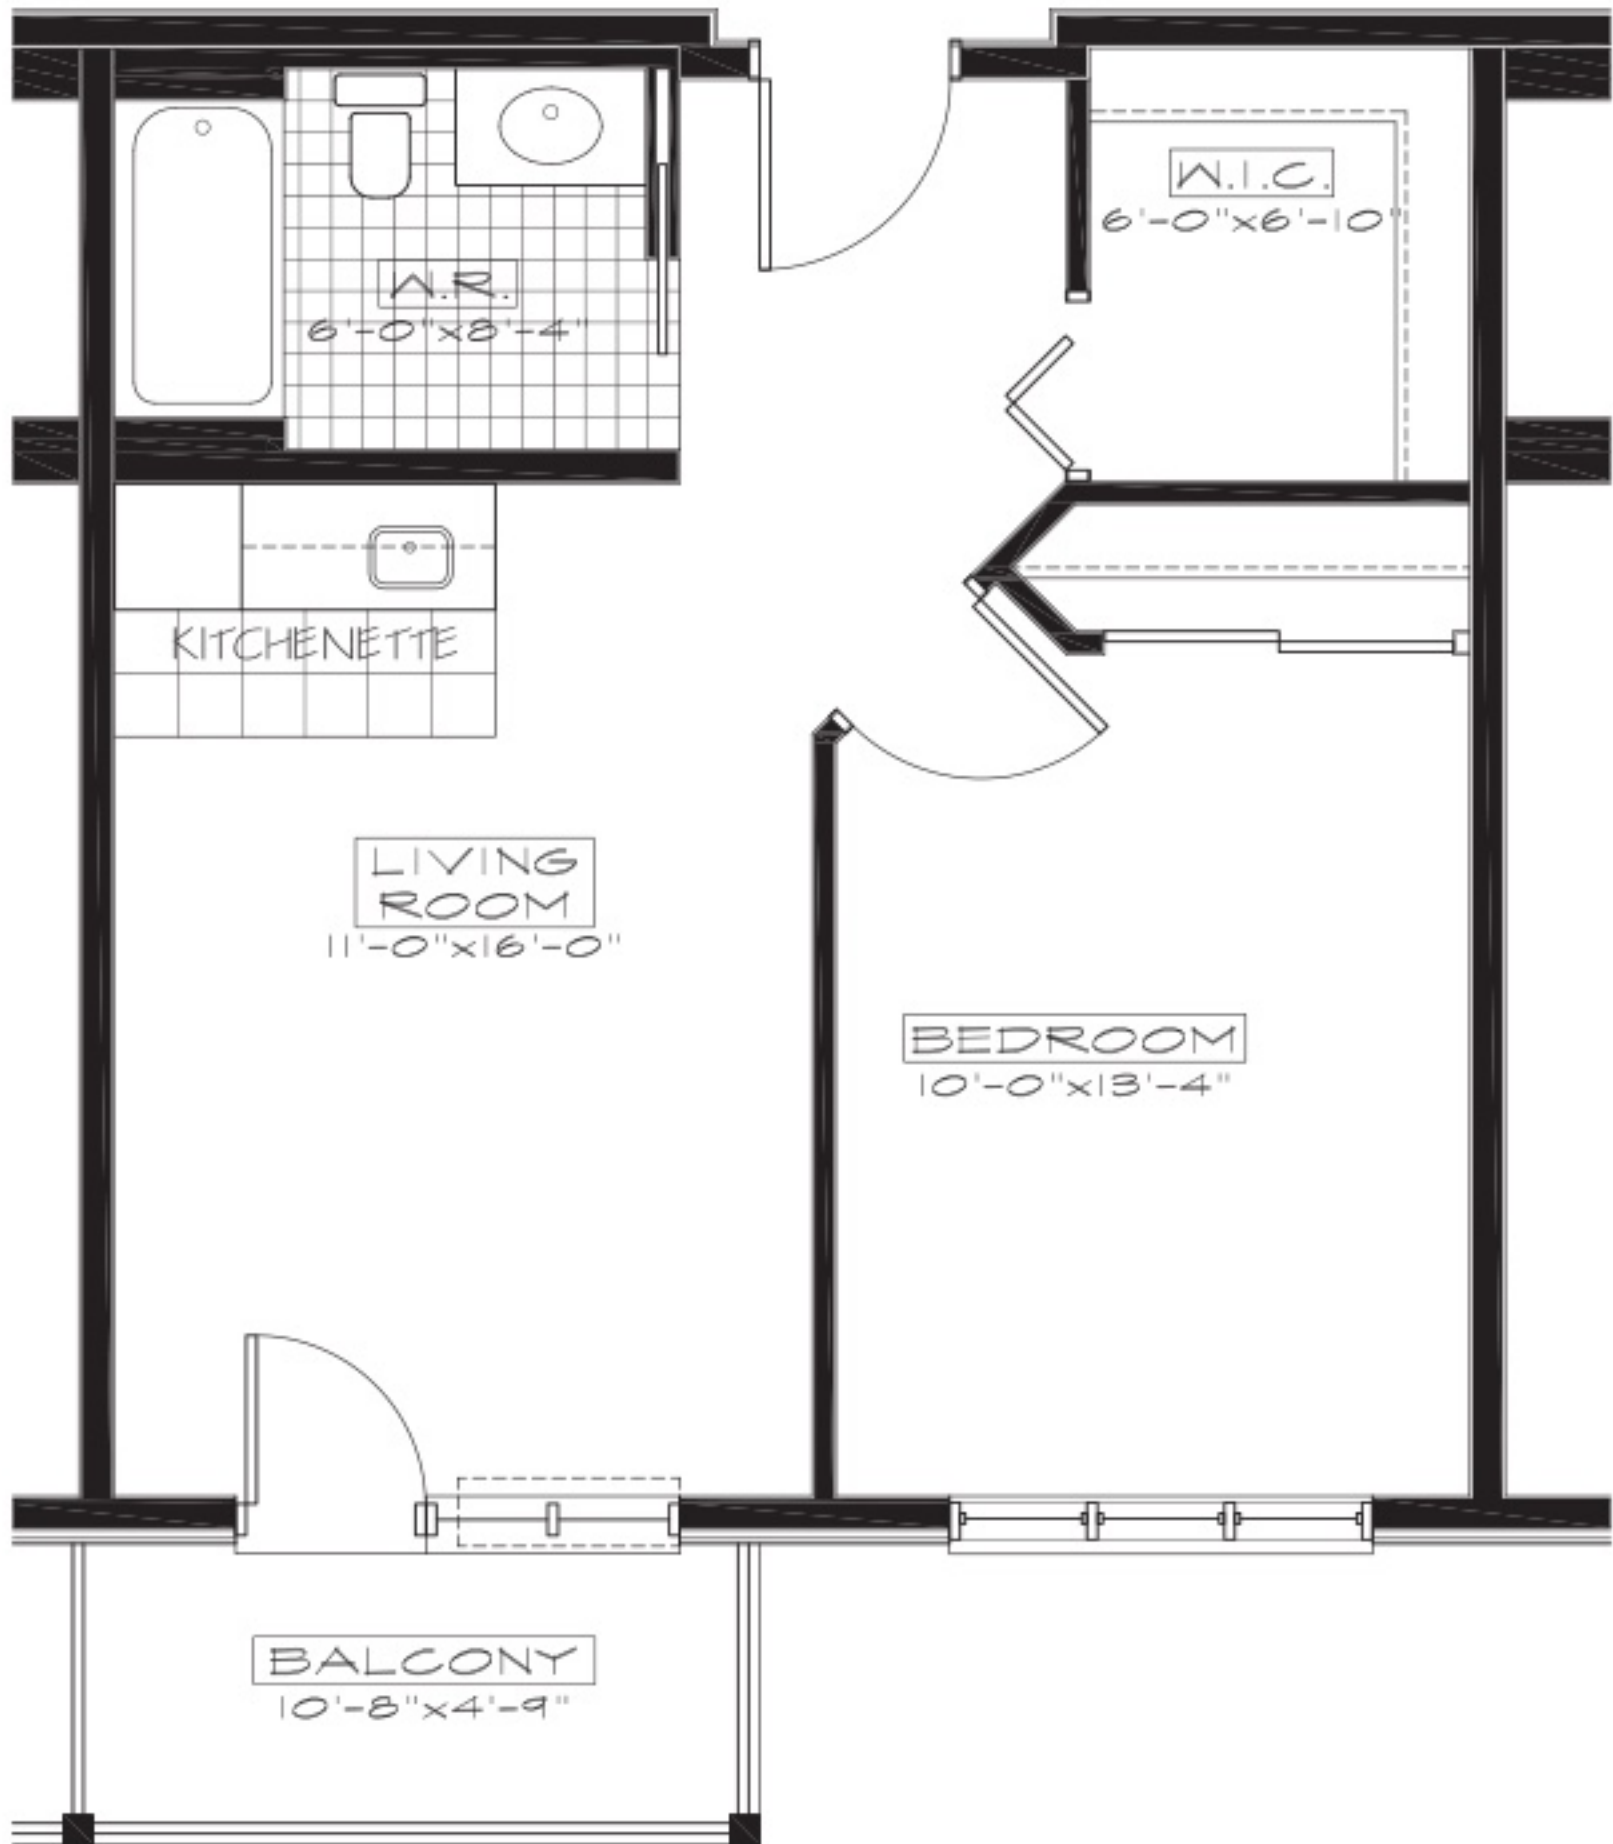 W.I.C.
6'-0"x6'-10"
W.R.
6'-0"x8'-4"
KITCHENETTE
LIVING
ROOM
11'-0"x16'-0"
BEDROOM
10'-0"x13'-4"
BALCONY
10'-8"x4'-9"